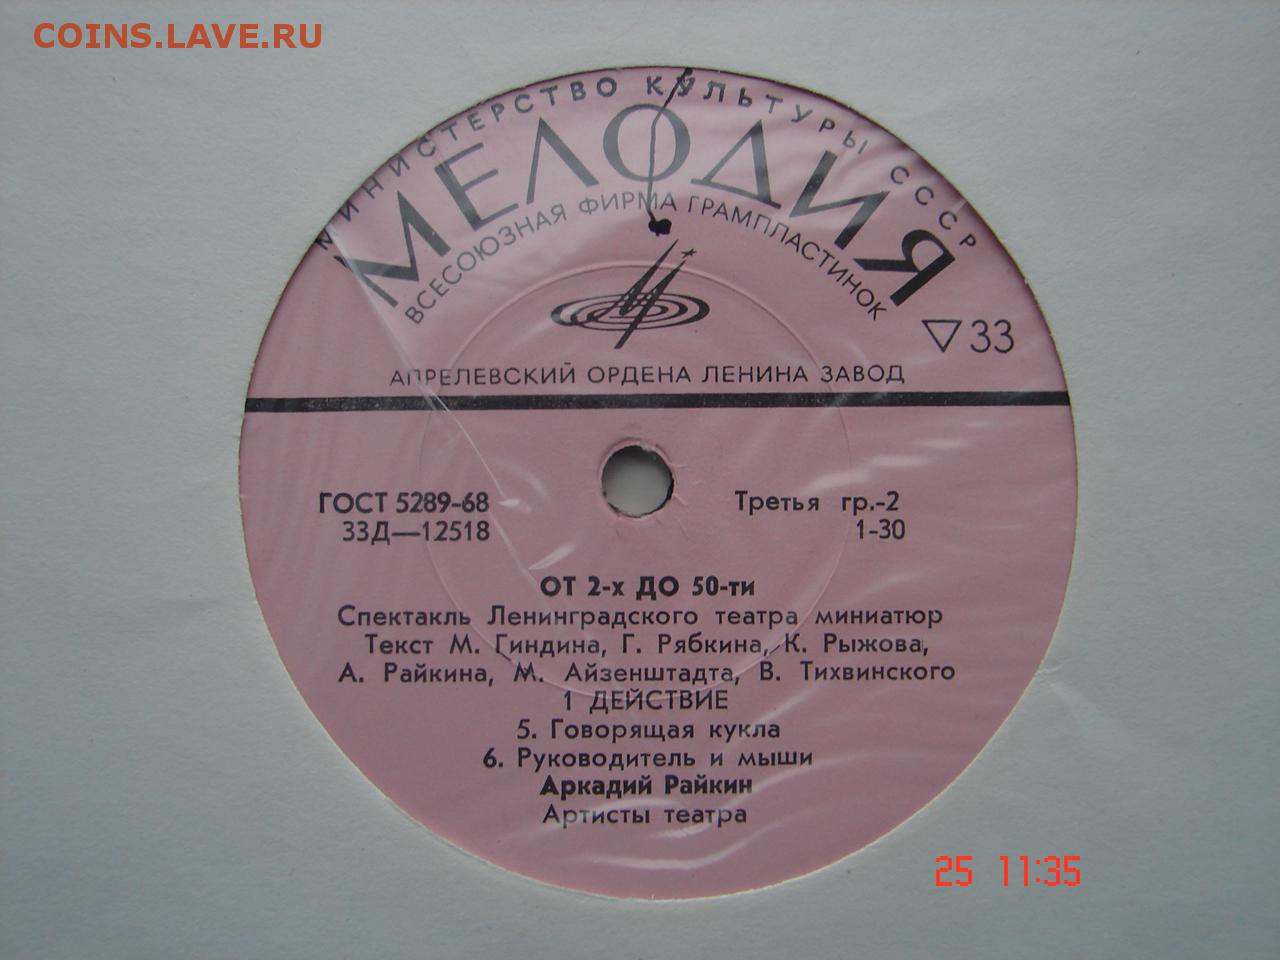 COINS.LAVE.RU
МИНИСТЕРСТВО КУЛЬТУРЫ СССР
МЕЛОДИЯ
ВСЕСОЮЗНАЯ ФИРМА ГРАМПЛАСТИНОК
▽33
АПРЕЛЕВСКИЙ ОРДЕНА ЛЕНИНА ЗАВОД
ГОСТ 5289-68
33Д—12518
Третья гр.-2
1-30
ОТ 2-х ДО 50-ти
Спектакль Ленинградского театра миниатюр
Текст М. Гиндина, Г. Рябкина, К. Рыжова,
А. Райкина, М. Айзенштадта, В. Тихвинского
1 ДЕЙСТВИЕ
5. Говорящая кукла
6. Руководитель и мыши
Аркадий Райкин
Артисты театра
25 11:35